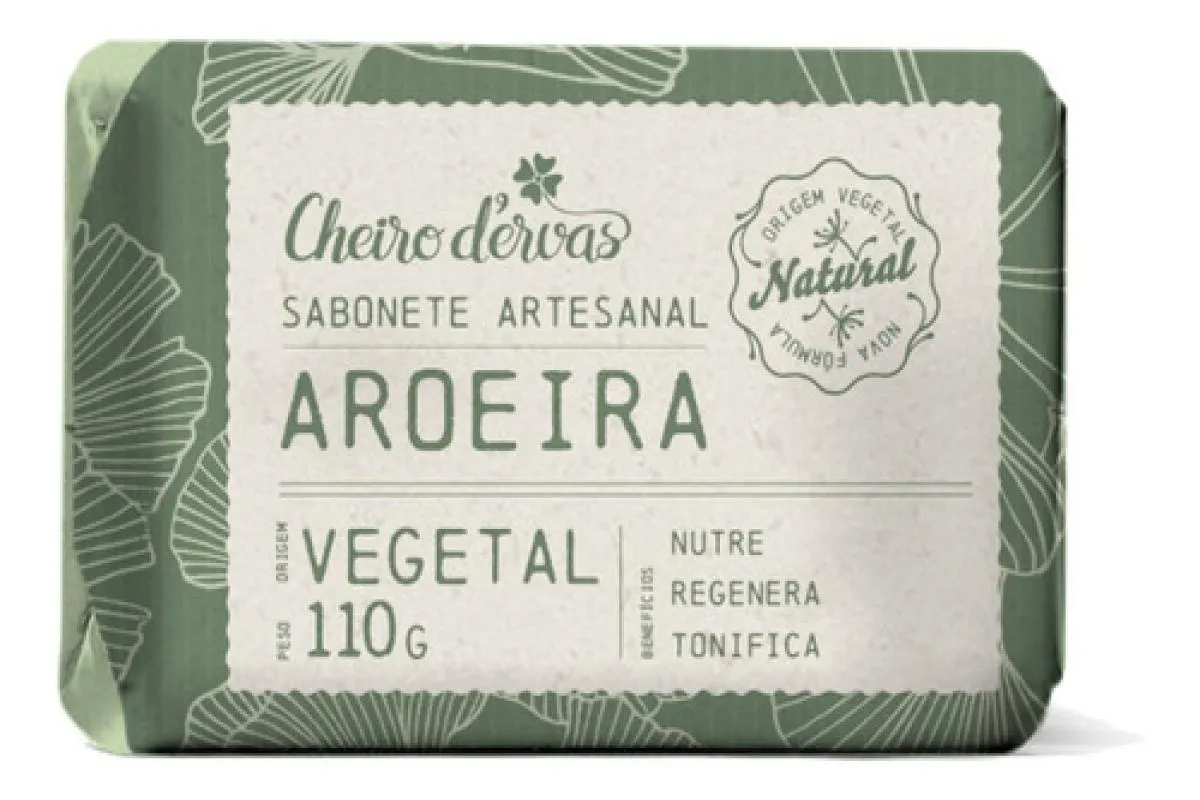 Cheiro d'ervas
SABONETE ARTESANAL
AROEIRA
ORIGEM VEGETAL
Natural
NOVA FÓRMULA
ORIGEM VEGETAL
PESO 110G
BENEFÍCIOS
NUTRE
REGENERA
TONIFICA